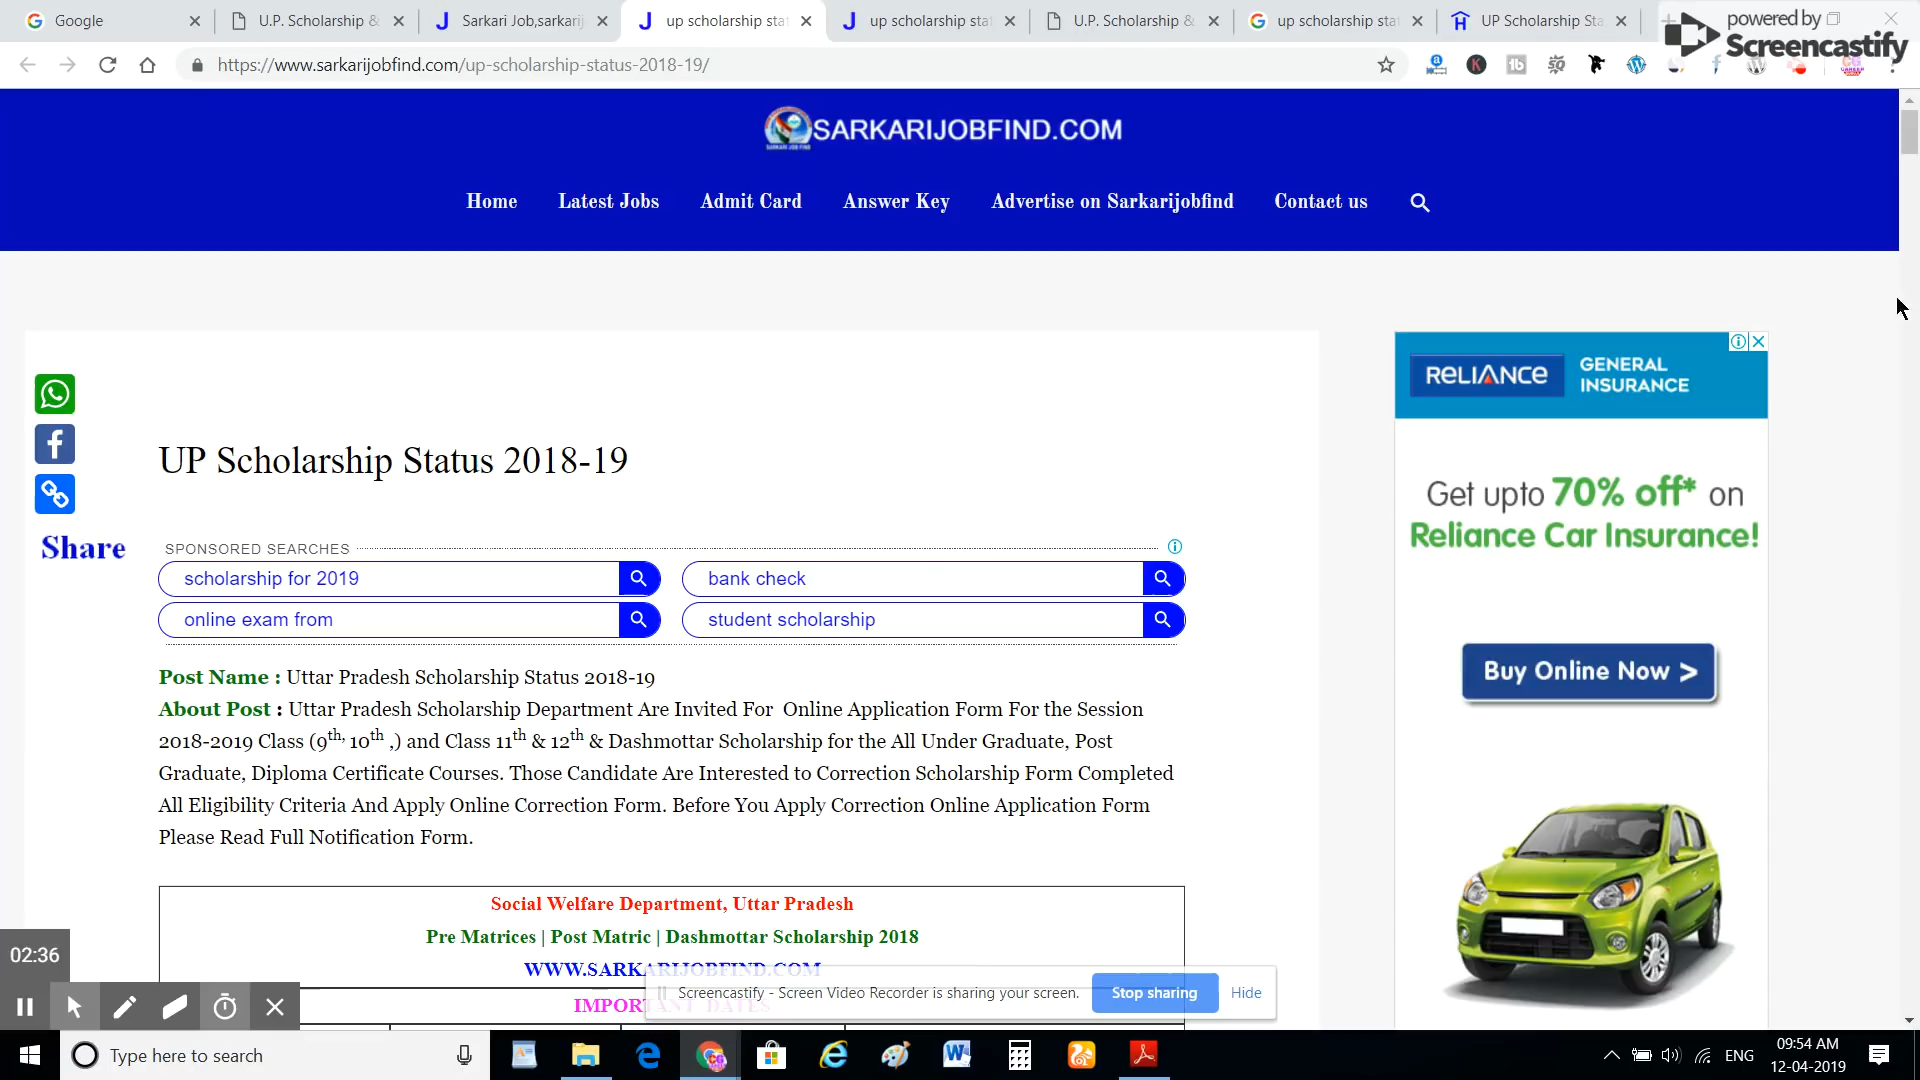 Google
U.P. Scholarship &
Sarkari Job,sarkarij
up scholarship stat
up scholarship stat
U.P. Scholarship &
up scholarship stat
UP Scholarship Sta
powered by
Screencastify
https://www.sarkarijobfind.com/up-scholarship-status-2018-19/
SARKARIJOBFIND.COM
Home
Latest Jobs
Admit Card
Answer Key
Advertise on Sarkarijobfind
Contact us
RELIANCE
GENERAL
INSURANCE
Get upto 70% off* on
Reliance Car Insurance!
Buy Online Now >
Share
UP Scholarship Status 2018-19
SPONSORED SEARCHES
scholarship for 2019
bank check
online exam from
student scholarship
Post Name : Uttar Pradesh Scholarship Status 2018-19
About Post : Uttar Pradesh Scholarship Department Are Invited For  Online Application Form For the Session
2018-2019 Class (9th, 10th ,) and Class 11th & 12th & Dashmottar Scholarship for the All Under Graduate, Post
Graduate, Diploma Certificate Courses. Those Candidate Are Interested to Correction Scholarship Form Completed
All Eligibility Criteria And Apply Online Correction Form. Before You Apply Correction Online Application Form
Please Read Full Notification Form.
Social Welfare Department, Uttar Pradesh
Pre Matrices | Post Matric | Dashmottar Scholarship 2018
WWW.SARKARIJOBFIND.COM
IMPORTANT DATES
02:36
Screencastify - Screen Video Recorder is sharing your screen.
Stop sharing
Hide
Type here to search
ENG
09:54 AM
12-04-2019